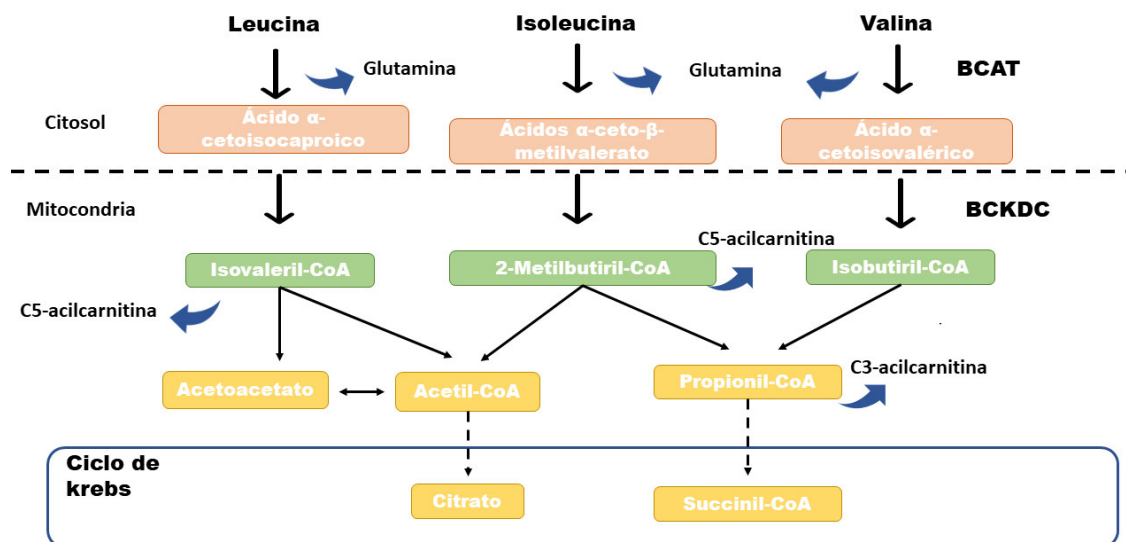 Leucina
Isoleucina
Valina
Glutamina
Glutamina
BCAT
Citosol
Ácido α-
cetoisocaproico
Ácidos α-ceto-β-
metilvalerato
Ácido α-
cetoisovalérico
Mitocondria
BCKDC
Isovaleril-CoA
2-Metilbutiril-CoA
C5-acilcarnitina
Isobutiril-CoA
C5-acilcarnitina
Acetoacetato
Acetil-CoA
Propionil-CoA
C3-acilcarnitina
Ciclo de
krebs
Citrato
Succinil-CoA